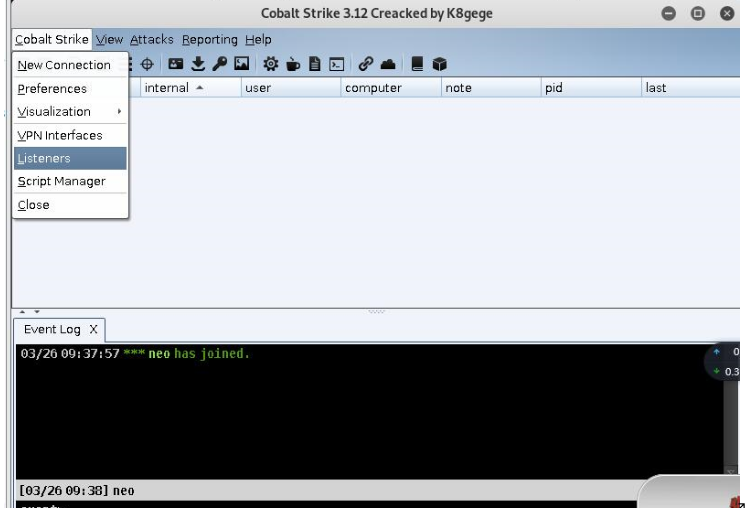 Cobalt Strike 3.12 Creacked by K8gege
Cobalt Strike View Attacks Reporting Help
New Connection
Preferences
Visualization
VPN Interfaces
Listeners
Script Manager
Close
internal user computer note pid last
Event Log X
03/26 09:37:57 *** neo has joined.
0
0.3
[03/26 09:38] neo